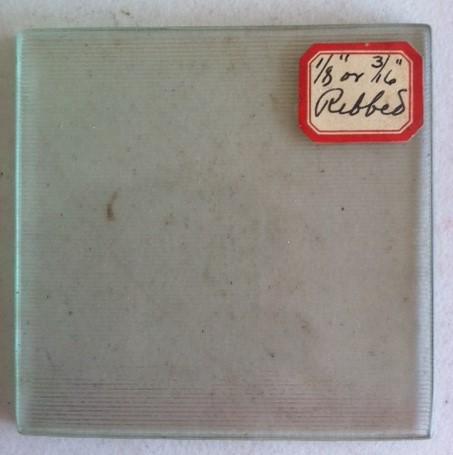 1/8" or 3/16"
Ribbed